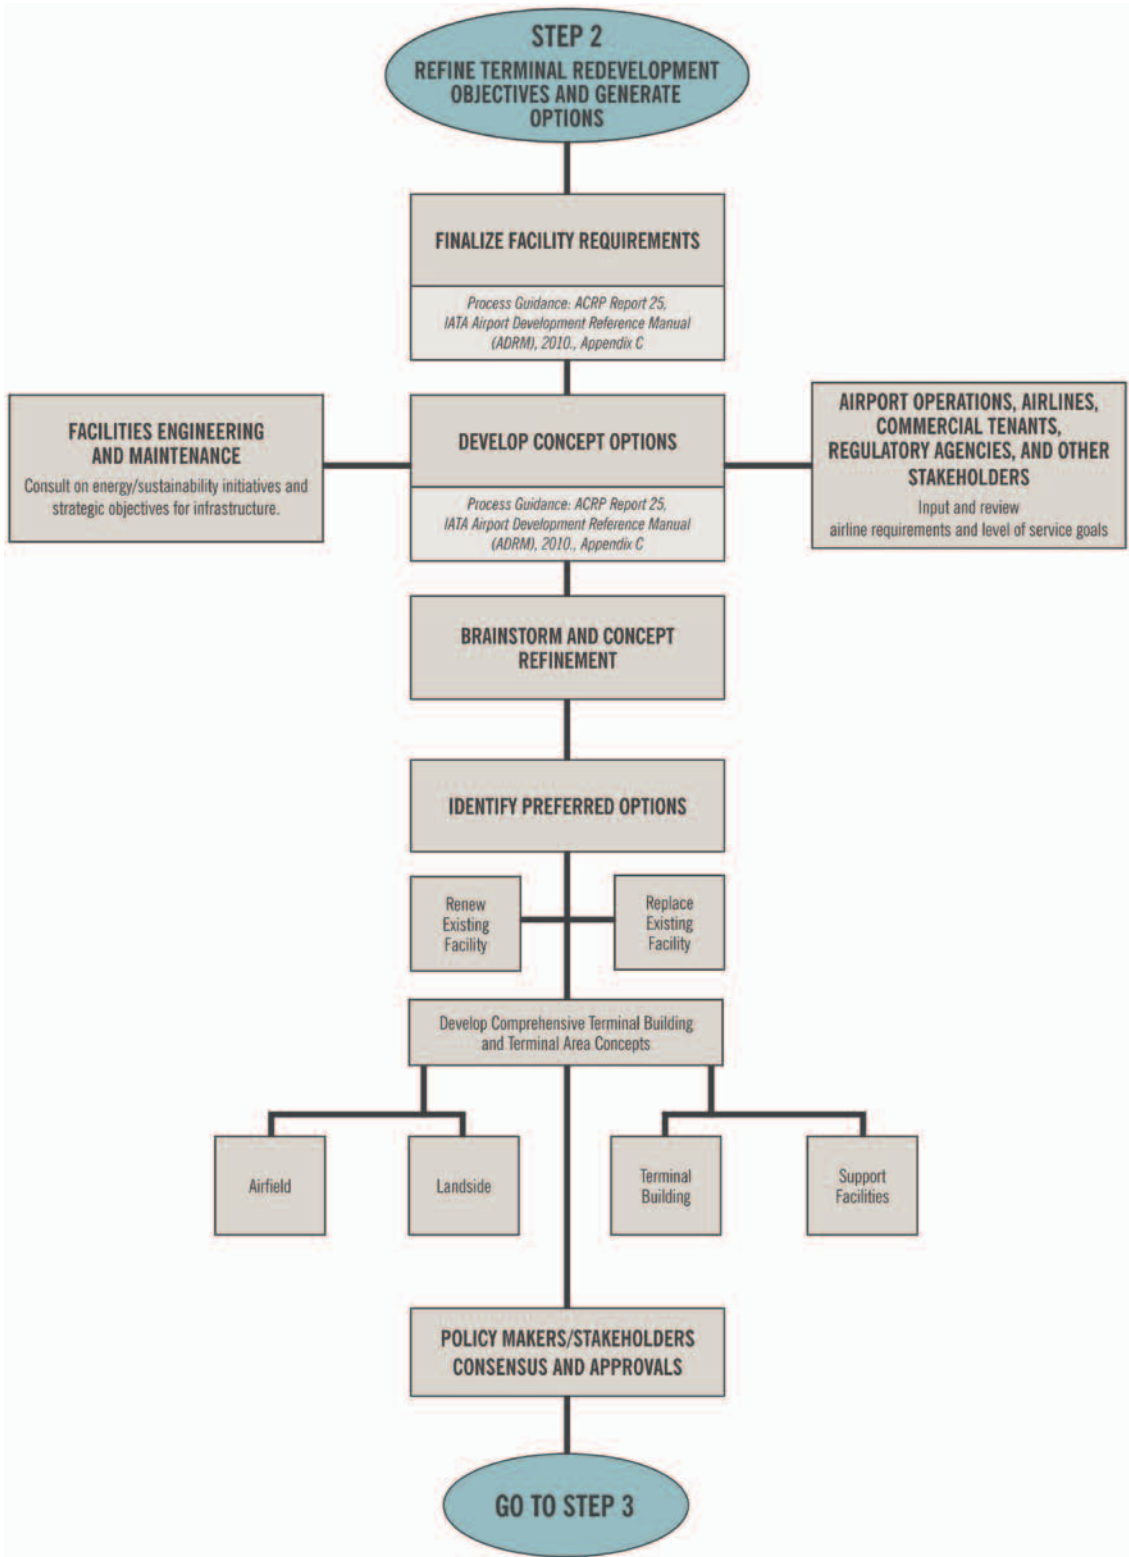 STEP 2
REFINE TERMINAL REDEVELOPMENT
OBJECTIVES AND GENERATE
OPTIONS
FINALIZE FACILITY REQUIREMENTS
Process Guidance: ACRP Report 25,
IATA Airport Development Reference Manual
(ADRM), 2010., Appendix C
FACILITIES ENGINEERING
AND MAINTENANCE
Consult on energy/sustainability initiatives and
strategic objectives for infrastructure.
DEVELOP CONCEPT OPTIONS
Process Guidance: ACRP Report 25,
IATA Airport Development Reference Manual
(ADRM), 2010., Appendix C
AIRPORT OPERATIONS, AIRLINES,
COMMERCIAL TENANTS,
REGULATORY AGENCIES, AND OTHER
STAKEHOLDERS
Input and review
airline requirements and level of service goals
BRAINSTORM AND CONCEPT
REFINEMENT
IDENTIFY PREFERRED OPTIONS
Renew
Existing
Facility
Replace
Existing
Facility
Develop Comprehensive Terminal Building
and Terminal Area Concepts
Airfield
Landside
Terminal
Building
Support
Facilities
POLICY MAKERS/STAKEHOLDERS
CONSENSUS AND APPROVALS
GO TO STEP 3